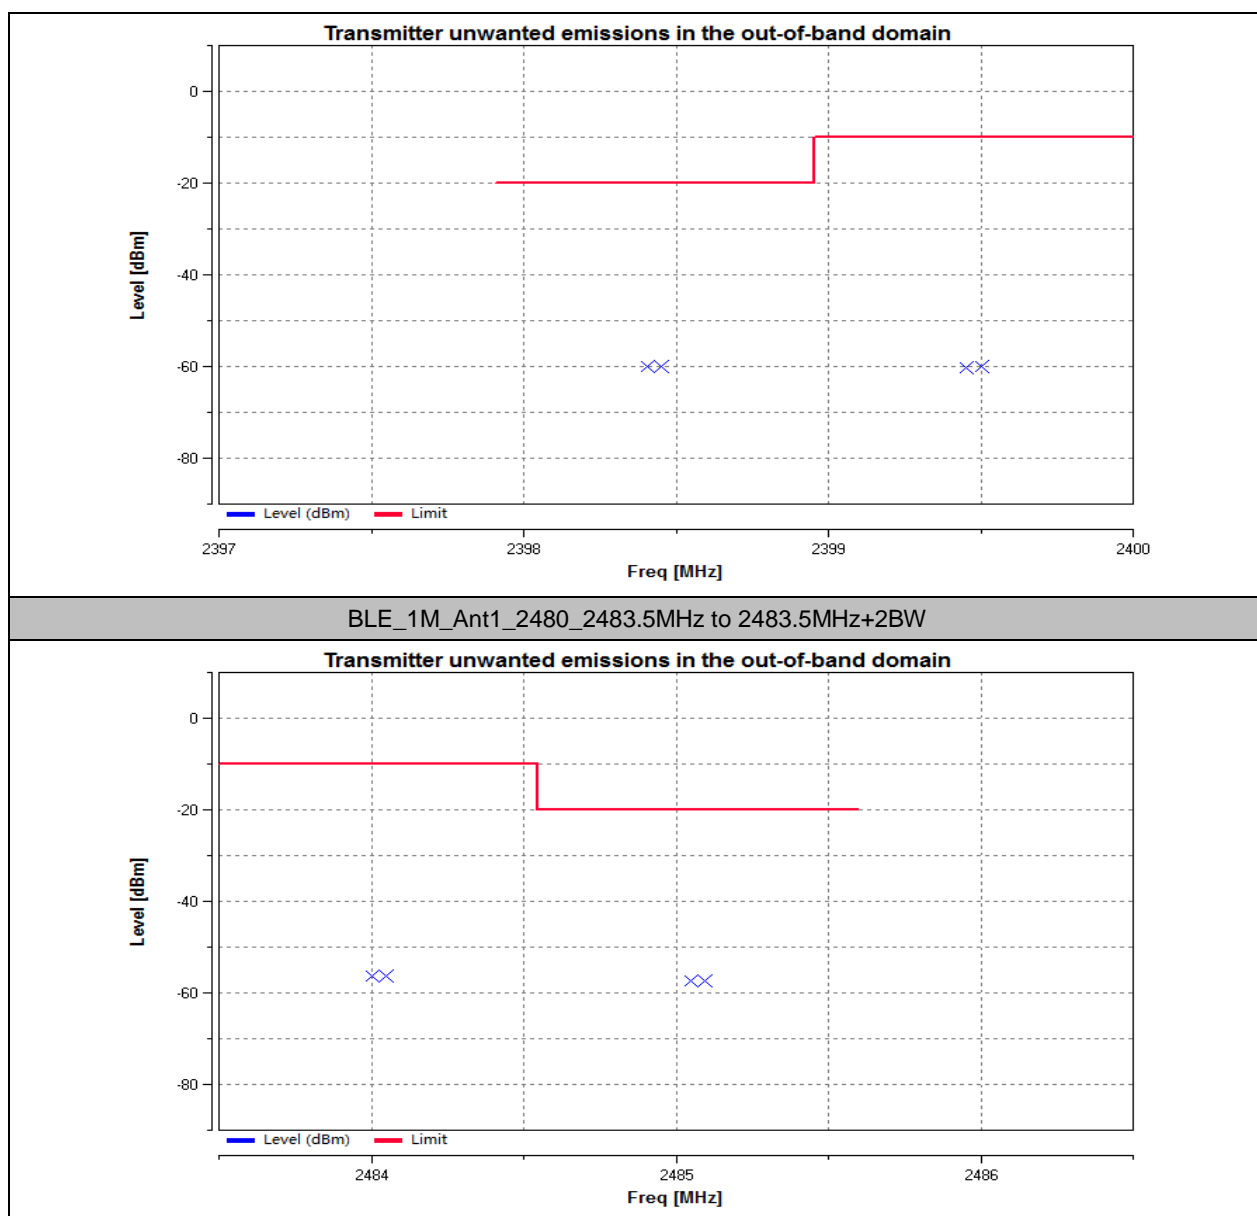 Transmitter unwanted emissions in the out-of-band domain
0
-20
-40
-60
-80
Level [dBm]
Level (dBm) Limit
2397 2398 2399 2400
Freq [MHz]
BLE_1M_Ant1_2480_2483.5MHz to 2483.5MHz+2BW
Transmitter unwanted emissions in the out-of-band domain
0
-20
-40
-60
-80
Level [dBm]
Level (dBm) Limit
2484 2485 2486
Freq [MHz]